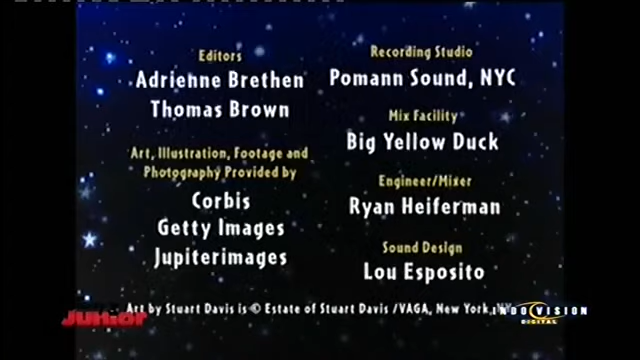 Editors
Adrienne Brethen
Thomas Brown
Art, Illustration, Footage and
Photography Provided by
Corbis
Getty Images
Jupiterimages
Recording Studio
Pomann Sound, NYC
Mix Facility
Big Yellow Duck
Engineer/Mixer
Ryan Heiferman
Sound Design
Lou Esposito
Art by Stuart Davis is © Estate of Stuart Davis /VAGA, New York,
Junior
INDOVISION
DIGITAL